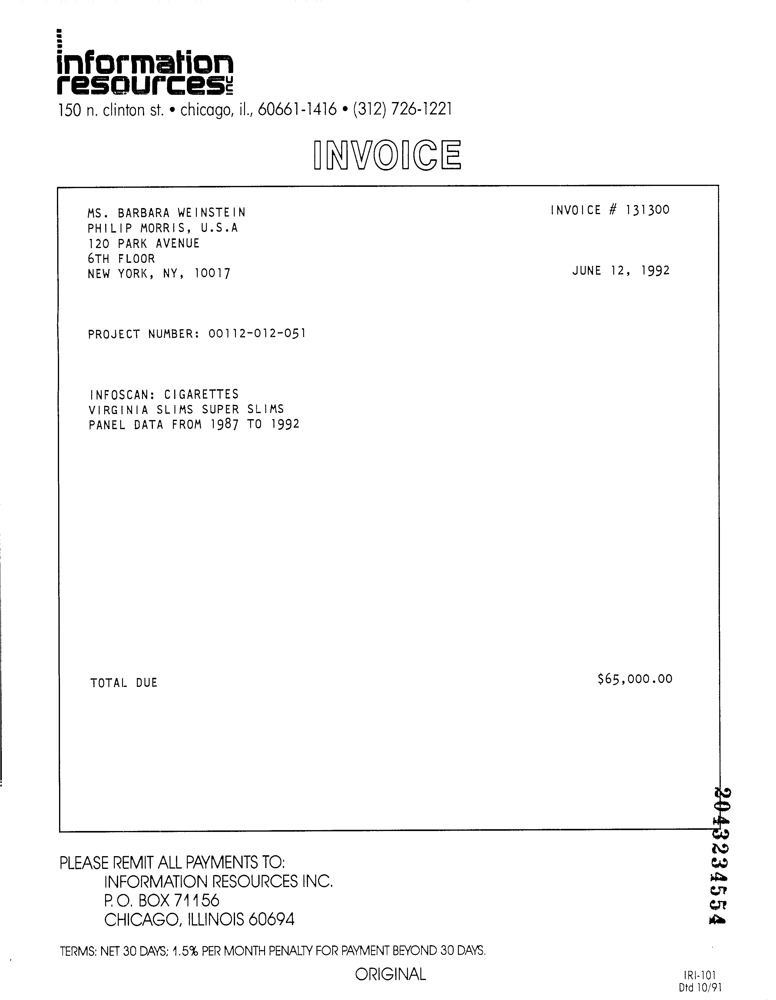 information
resources inc
150 n. clinton st. • chicago, il., 60661-1416 • (312) 726-1221
INVOICE
MS. BARBARA WEINSTEIN
PHILIP MORRIS, U.S.A
120 PARK AVENUE
6TH FLOOR
NEW YORK, NY, 10017
INVOICE # 131300
JUNE 12, 1992
PROJECT NUMBER: 00112-012-051
INFOSCAN: CIGARETTES
VIRGINIA SLIMS SUPER SLIMS
PANEL DATA FROM 1987 TO 1992
TOTAL DUE $65,000.00
2043234554
PLEASE REMIT ALL PAYMENTS TO:
INFORMATION RESOURCES INC.
P.O. BOX 71156
CHICAGO, ILLINOIS 60694
TERMS: NET 30 DAYS; 1.5% PER MONTH PENALTY FOR PAYMENT BEYOND 30 DAYS.
ORIGINAL
IRI-101
Dtd 10/91